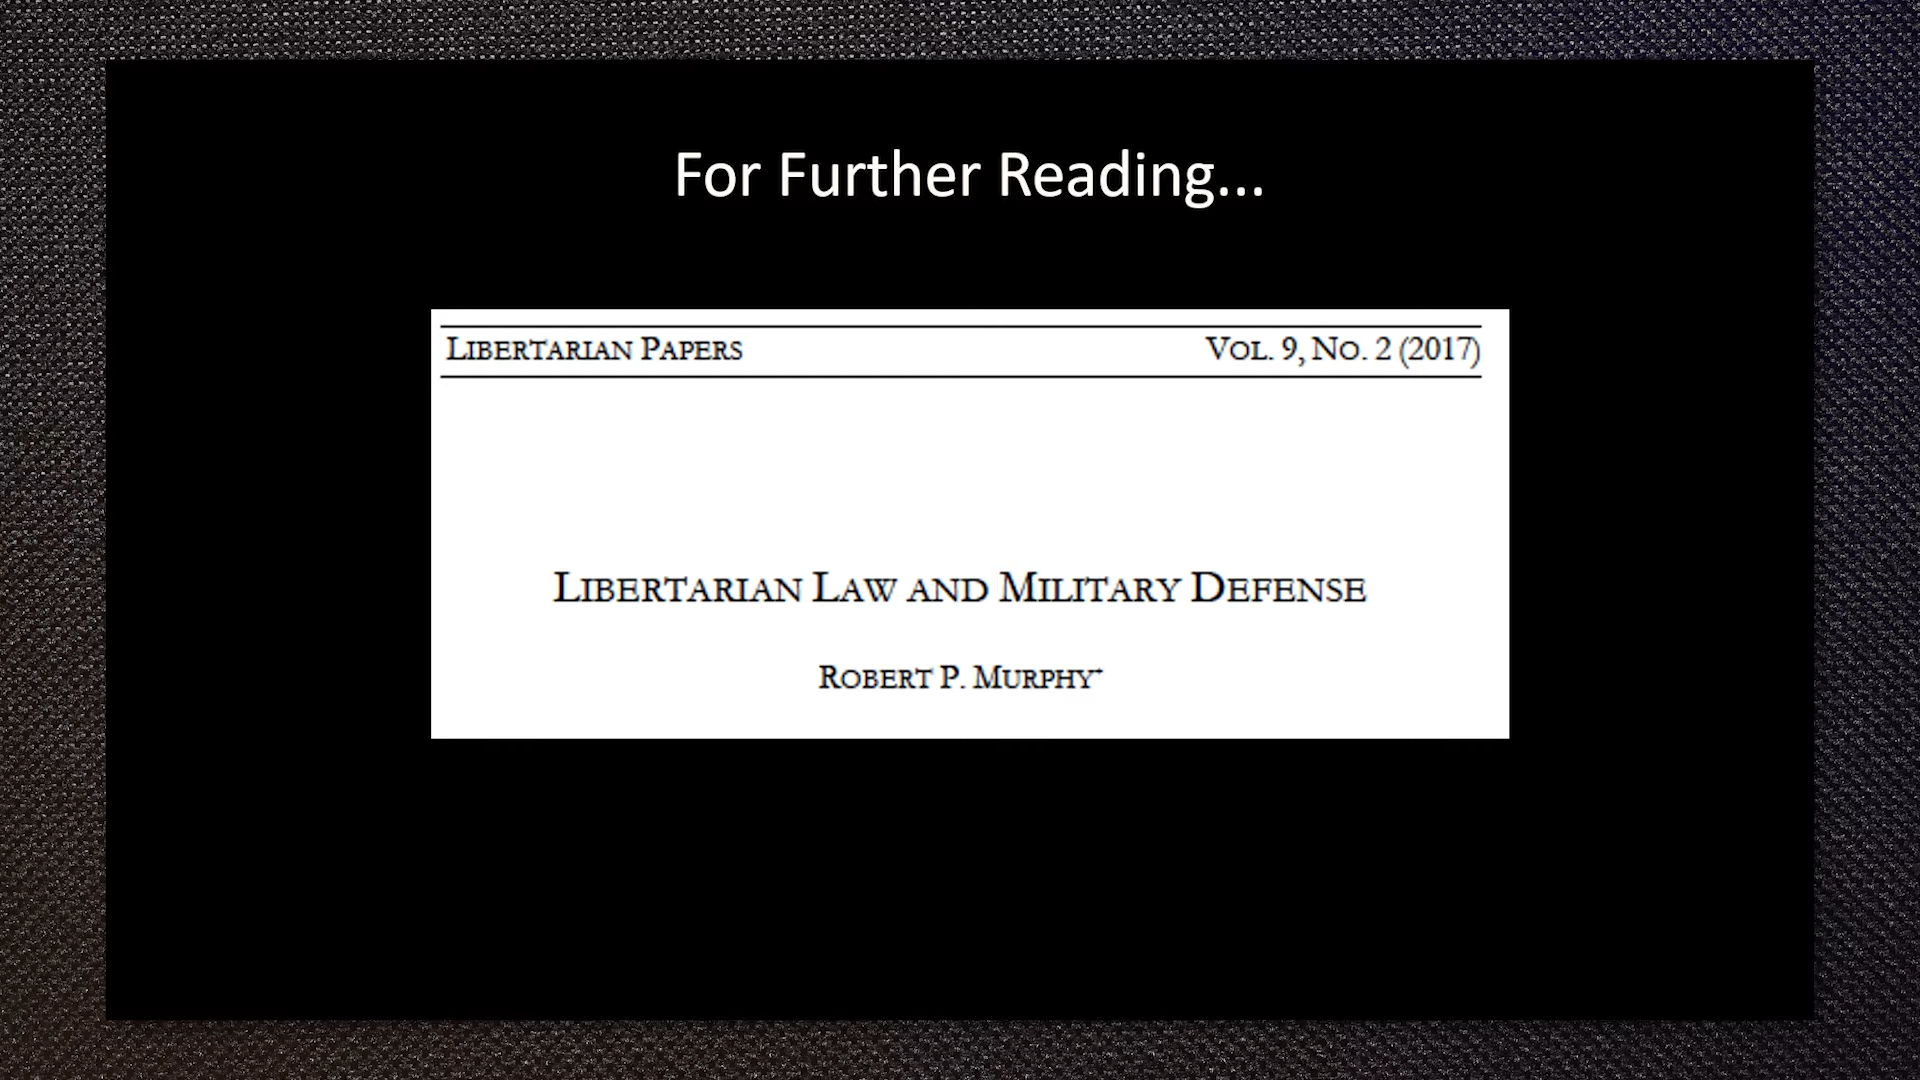 For Further Reading...
LIBERTARIAN PAPERS VOL. 9, NO. 2 (2017)
LIBERTARIAN LAW AND MILITARY DEFENSE
ROBERT P. MURPHY*